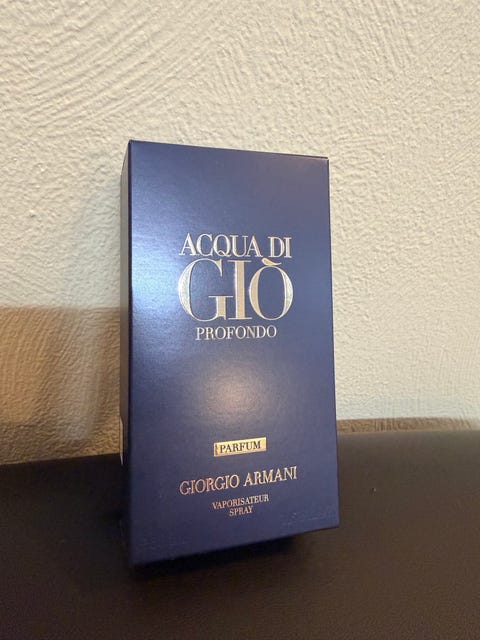 ACQUA DI
GIÒ
PROFONDO
PARFUM
GIORGIO ARMANI
VAPORISATEUR
SPRAY